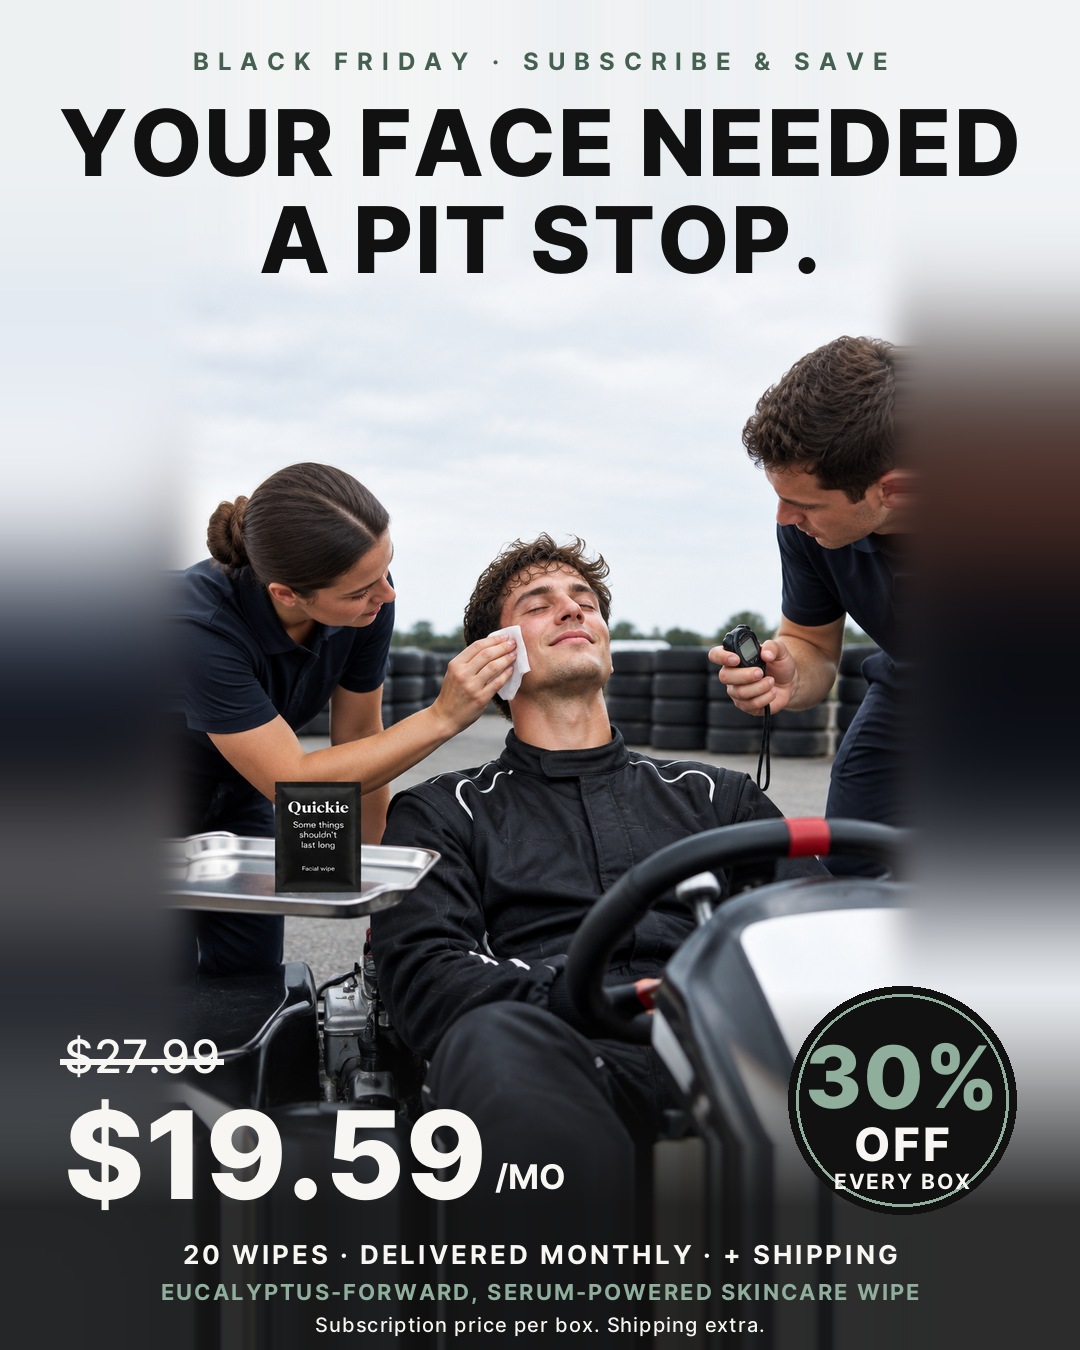 BLACK FRIDAY · SUBSCRIBE & SAVE
YOUR FACE NEEDED
A PIT STOP.
Quickie
Some things
shouldn't
last long
Facial wipe
$27.99
$19.59 /MO
30%
OFF
EVERY BOX
20 WIPES · DELIVERED MONTHLY · + SHIPPING
EUCALYPTUS-FORWARD, SERUM-POWERED SKINCARE WIPE
Subscription price per box. Shipping extra.